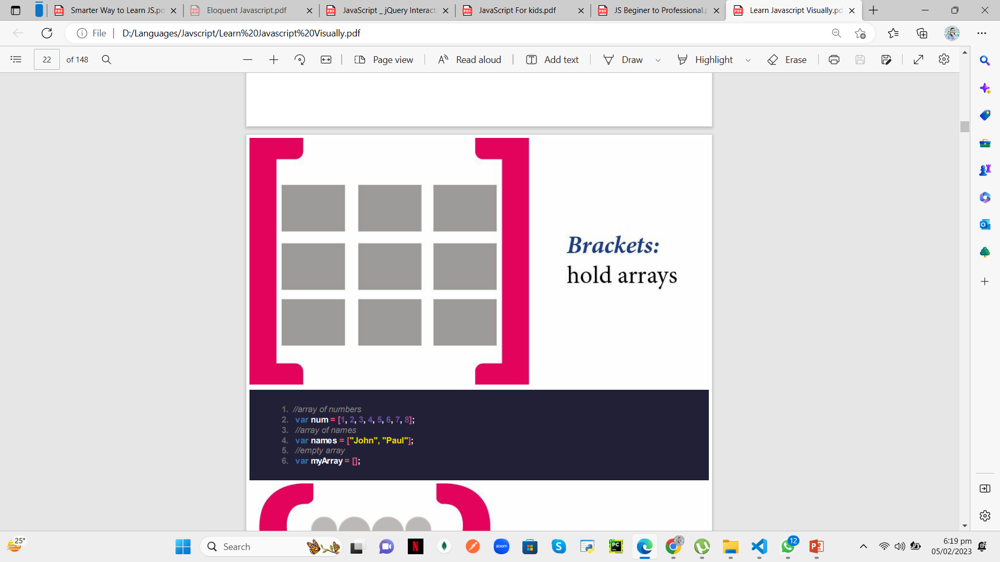 Smarter Way to Learn JS.pd
Eloquent Javascript.pdf
JavaScript _ jQuery Interact
JavaScript For kids.pdf
JS Beginer to Professional.p
Learn Javascript Visually.pd
File
D:/Languages/Javscript/Learn%20Javascript%20Visually.pdf
22 of 148
Page view
Read aloud
Add text
Draw
Highlight
Erase
Brackets:
hold arrays
1. //array of numbers
2. var num = [1, 2, 3, 4, 5, 6, 7, 8];
3. //array of names
4. var names = ["John", "Paul"];
5. //empty array
6. var myArray = [];
25°
Search
zoom
PC
12
6:19 pm
05/02/2023